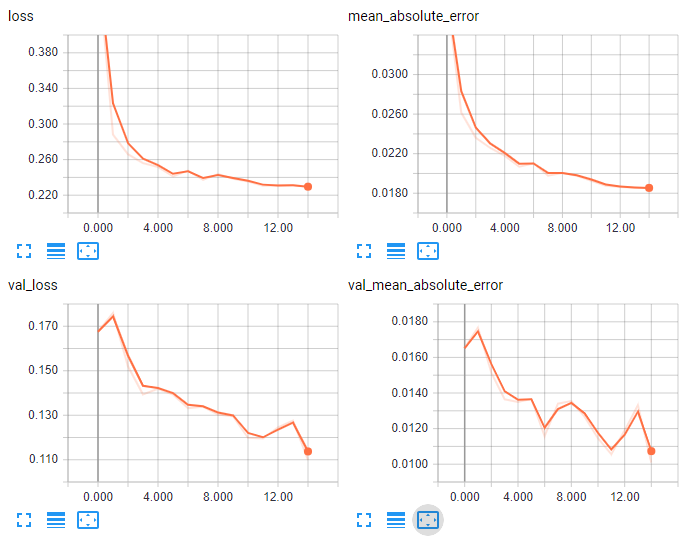 loss
0.380
0.340
0.300
0.260
0.220
0.000 4.000 8.000 12.00
mean_absolute_error
0.0300
0.0260
0.0220
0.0180
0.000 4.000 8.000 12.00
val_loss
0.170
0.150
0.130
0.110
0.000 4.000 8.000 12.00
val_mean_absolute_error
0.0180
0.0160
0.0140
0.0120
0.0100
0.000 4.000 8.000 12.00